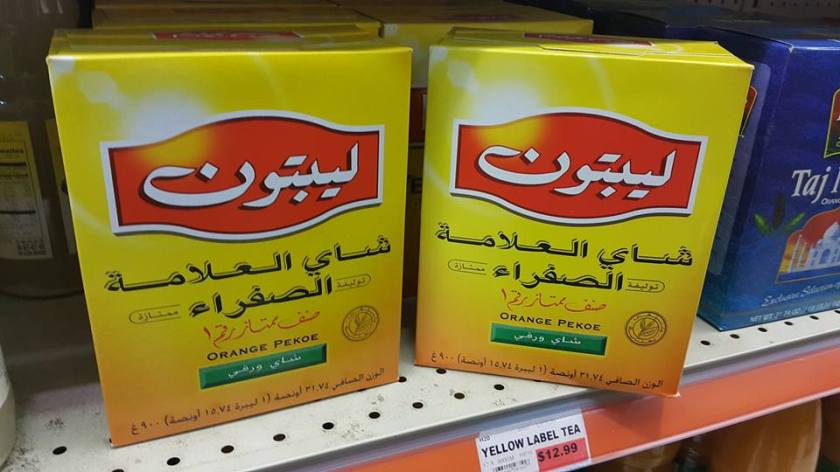 ليبتون
شاي العلامة
الصفراء
توليفة
ممتازة
صنف ممتاز رقم ١
ORANGE PEKOE
شاي ورقي
الوزن الصافي ٣١,٧٤ أونصة (١ ليبرة ١٥,٧٤ أونصة) ٩٠٠ غ
ليبتون
شاي العلامة
الصفراء
توليفة
ممتازة
صنف ممتاز رقم ١
ORANGE PEKOE
شاي ورقي
الوزن الصافي ٣١,٧٤ أونصة (١ ليبرة ١٥,٧٤ أونصة) ٩٠٠ غ
Taj
Exclusive Selection
YELLOW LABEL TEA
$12.99